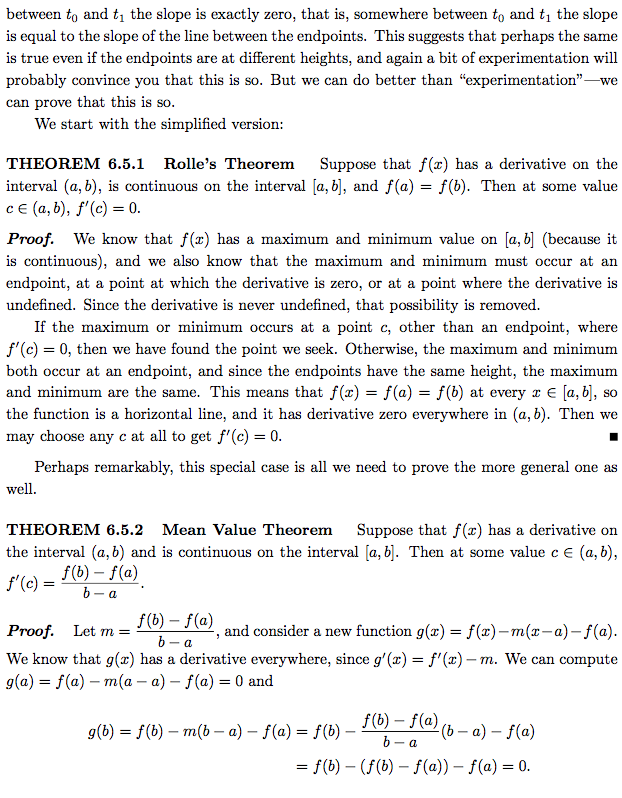 between t₀ and t₁ the slope is exactly zero, that is, somewhere between t₀ and t₁ the slope
is equal to the slope of the line between the endpoints. This suggests that perhaps the same
is true even if the endpoints are at different heights, and again a bit of experimentation will
probably convince you that this is so. But we can do better than “experimentation”—we
can prove that this is so.
We start with the simplified version:
THEOREM 6.5.1 Rolle's Theorem Suppose that f(x) has a derivative on the
interval (a, b), is continuous on the interval [a, b], and f(a) = f(b). Then at some value
c ∈ (a, b), f′(c) = 0.
Proof. We know that f(x) has a maximum and minimum value on [a, b] (because it
is continuous), and we also know that the maximum and minimum must occur at an
endpoint, at a point at which the derivative is zero, or at a point where the derivative is
undefined. Since the derivative is never undefined, that possibility is removed.
If the maximum or minimum occurs at a point c, other than an endpoint, where
f′(c) = 0, then we have found the point we seek. Otherwise, the maximum and minimum
both occur at an endpoint, and since the endpoints have the same height, the maximum
and minimum are the same. This means that f(x) = f(a) = f(b) at every x ∈ [a, b], so
the function is a horizontal line, and it has derivative zero everywhere in (a, b). Then we
may choose any c at all to get f′(c) = 0. ■
Perhaps remarkably, this special case is all we need to prove the more general one as
well.
THEOREM 6.5.2 Mean Value Theorem Suppose that f(x) has a derivative on
the interval (a, b) and is continuous on the interval [a, b]. Then at some value c ∈ (a, b),
f′(c) = (f(b) − f(a))/(b − a).
Proof. Let m = (f(b) − f(a))/(b − a), and consider a new function g(x) = f(x) − m(x − a) − f(a).
We know that g(x) has a derivative everywhere, since g′(x) = f′(x) − m. We can compute
g(a) = f(a) − m(a − a) − f(a) = 0 and
g(b) = f(b) − m(b − a) − f(a) = f(b) − (f(b) − f(a))/(b − a) (b − a) − f(a)
= f(b) − (f(b) − f(a)) − f(a) = 0.